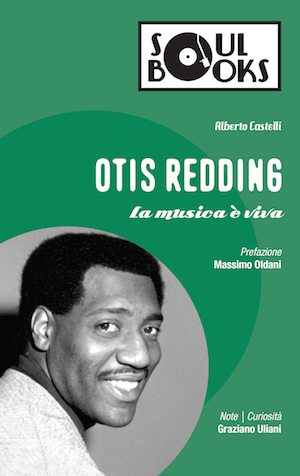 SOUL
BOOKS
Alberto Castelli
OTIS REDDING
La musica è viva
Prefazione
Massimo Oldani
Note | Curiosità
Graziano Uliani